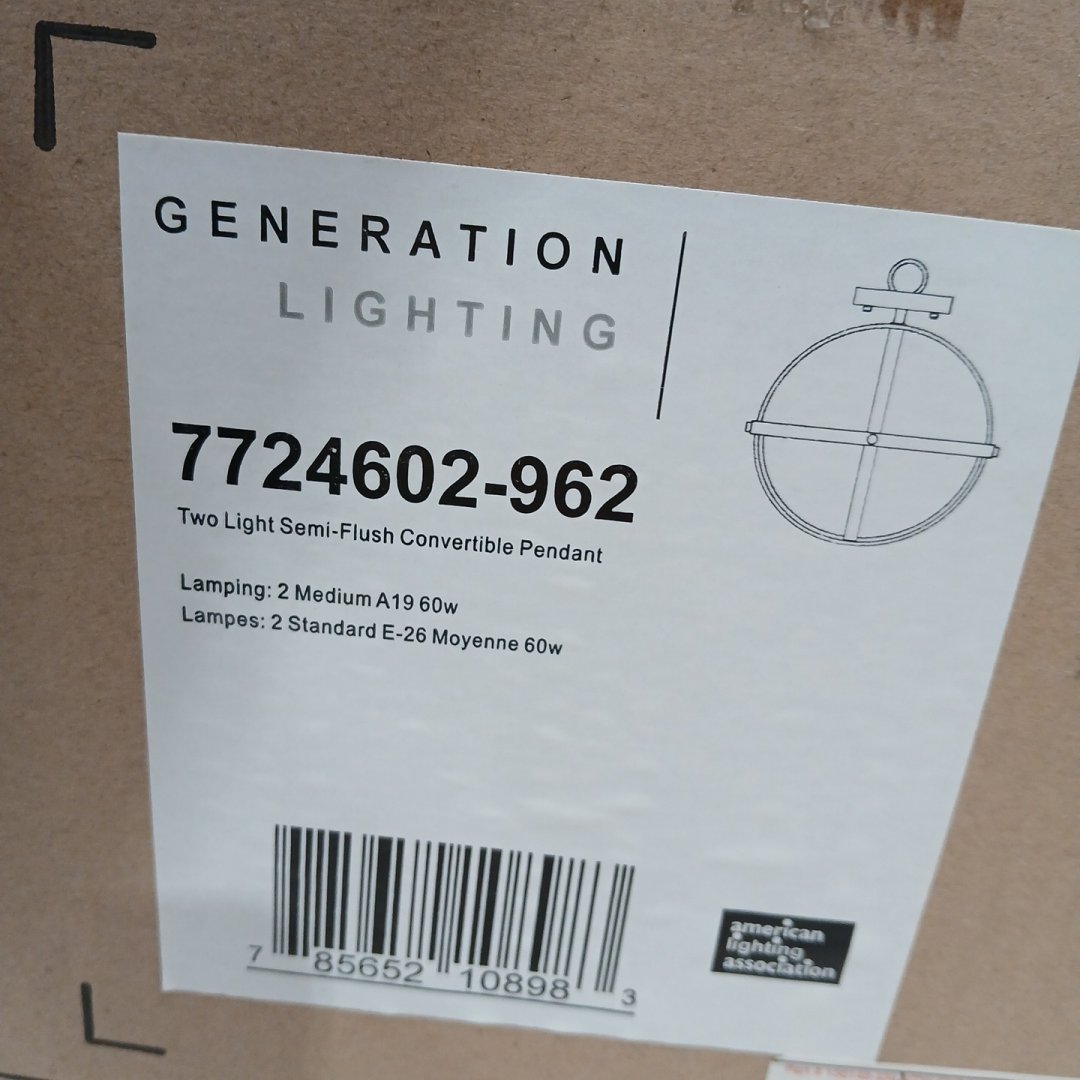 GENERATION
LIGHTING
7724602-962
Two Light Semi-Flush Convertible Pendant
Lamping: 2 Medium A19 60w
Lampes: 2 Standard E-26 Moyenne 60w
7 85652 10898 3
american
lighting
association